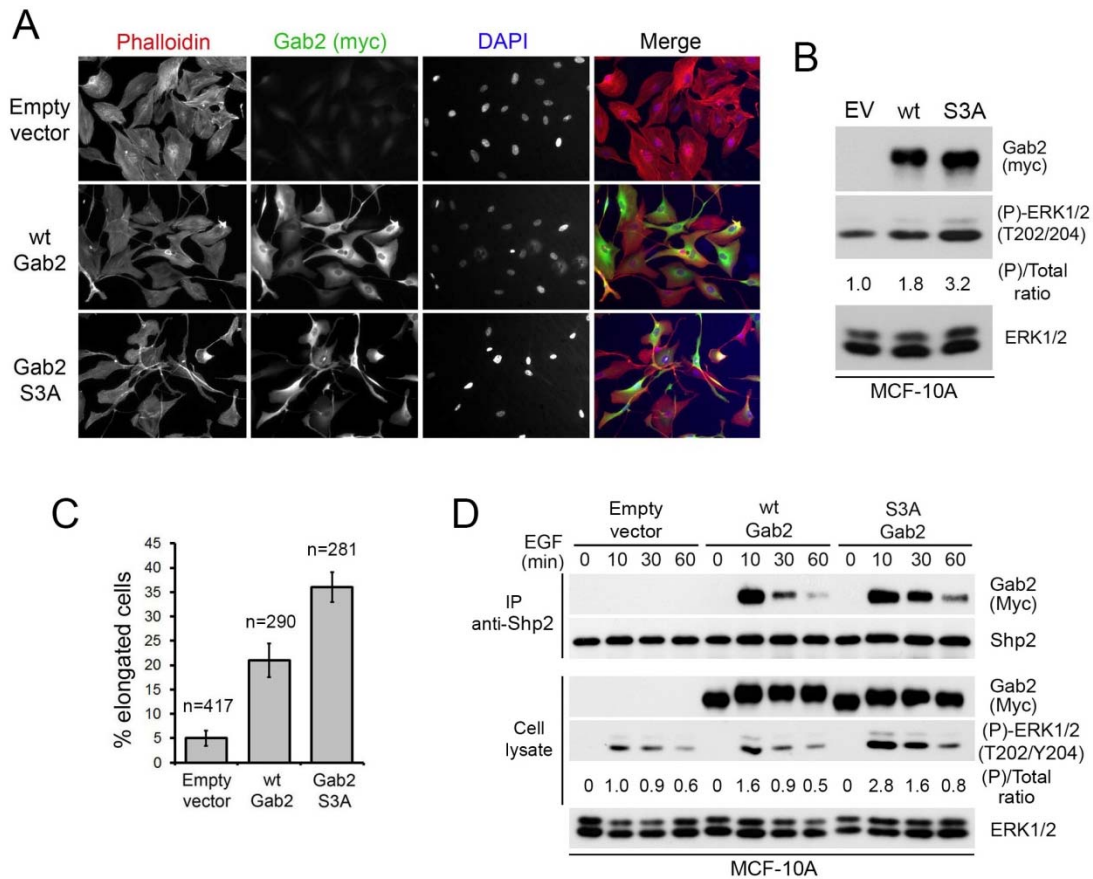 A
Phalloidin Gab2 (myc) DAPI Merge
Empty
vector
wt
Gab2
Gab2
S3A
B
EV wt S3A
Gab2
(myc)
(P)-ERK1/2
(T202/204)
1.0 1.8 3.2
(P)/Total
ratio
ERK1/2
MCF-10A
C
% elongated cells
45
40
35
30
25
20
15
10
5
0
n=417
n=290
n=281
Empty
vector
wt
Gab2
Gab2
S3A
D
Empty
vector
wt
Gab2
S3A
Gab2
EGF
(min)
0 10 30 60 0 10 30 60 0 10 30 60
IP
anti-Shp2
Gab2
(Myc)
Shp2
Cell
lysate
Gab2
(Myc)
(P)-ERK1/2
(T202/Y204)
0 1.0 0.9 0.6 0 1.6 0.9 0.5 0 2.8 1.6 0.8
(P)/Total
ratio
ERK1/2
MCF-10A